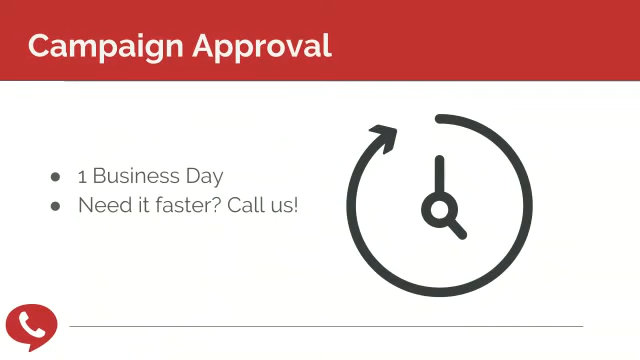 Campaign Approval
● 1 Business Day
● Need it faster? Call us!